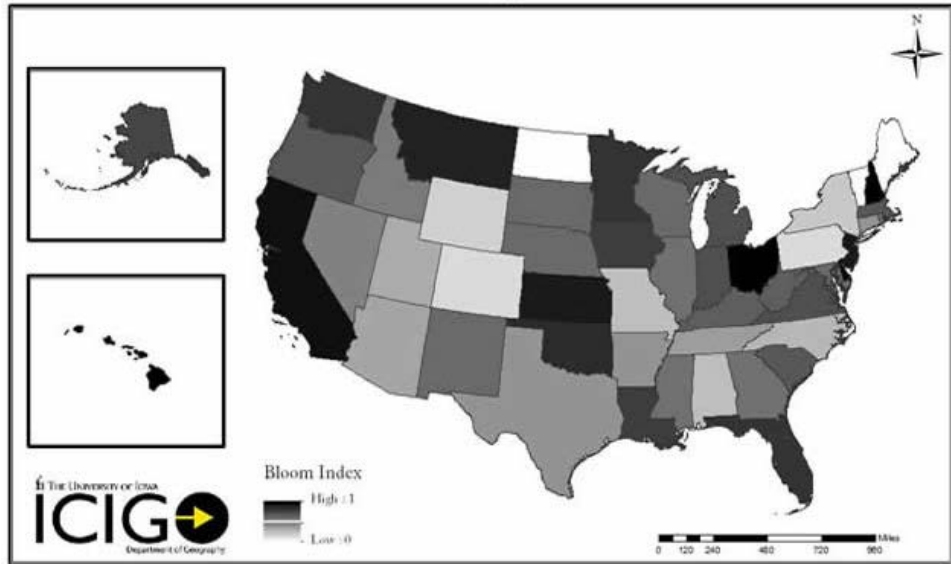 N
Bloom Index
High : 1
Low : 0
THE UNIVERSITY OF IOWA
ICIGO
Department of Geography
Miles
0 120 240 480 720 960